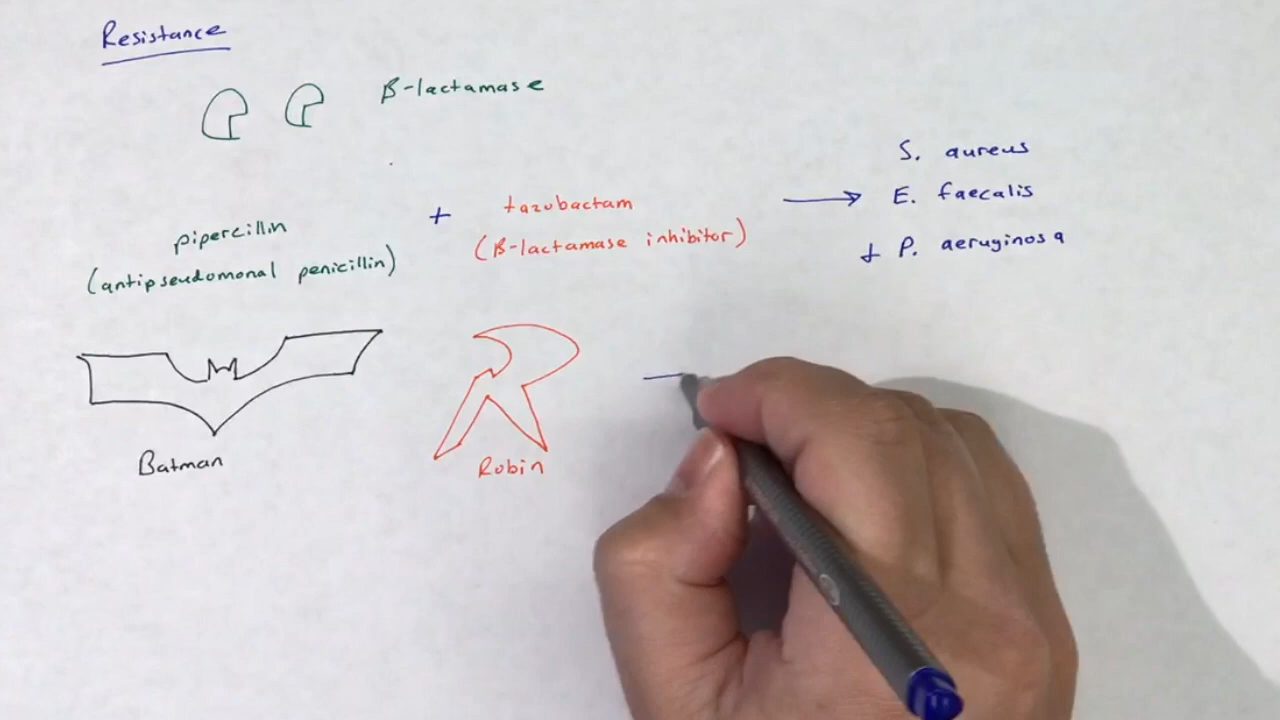 Resistance
β-lactamase
pipercillin
(antipseudomonal penicillin)
+
tazobactam
(β-lactamase inhibitor)
→
S. aureus
E. faecalis
+ P. aeruginosa
Batman
Robin